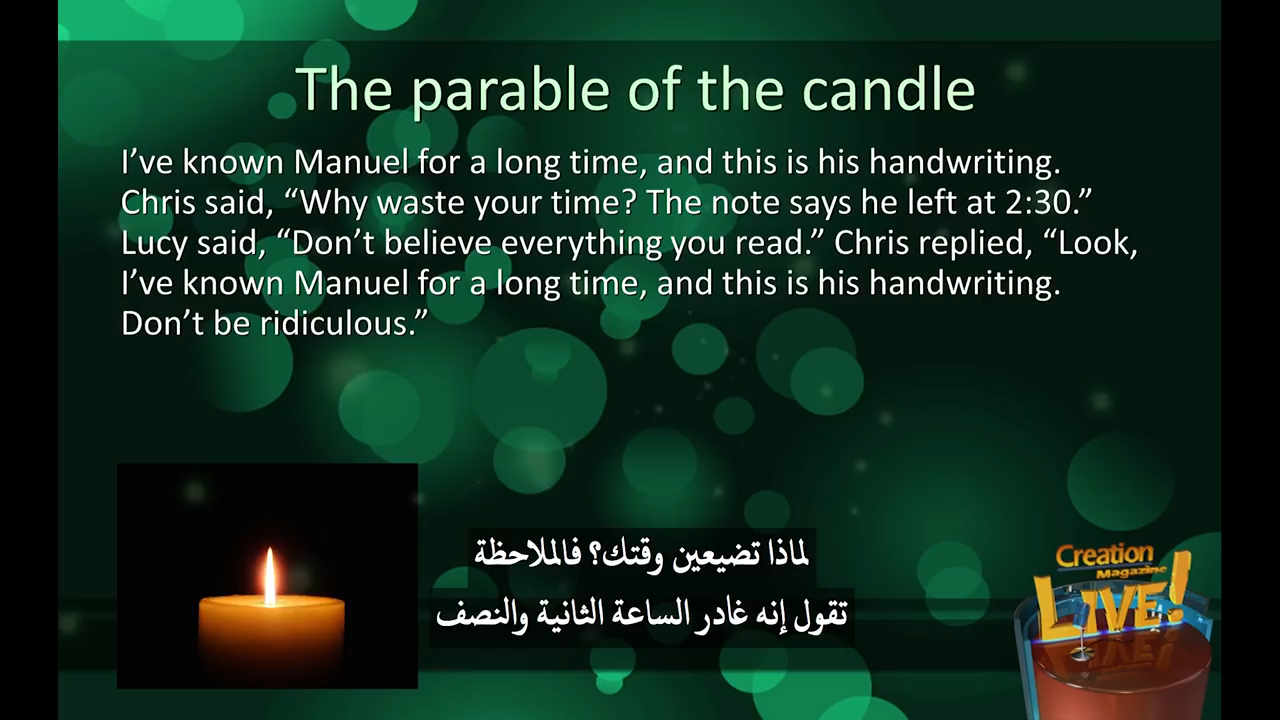 The parable of the candle
I’ve known Manuel for a long time, and this is his handwriting.
Chris said, “Why waste your time? The note says he left at 2:30.”
Lucy said, “Don’t believe everything you read.” Chris replied, “Look,
I’ve known Manuel for a long time, and this is his handwriting.
Don’t be ridiculous.”
لماذا تضيعين وقتك؟ فالملاحظة
تقول إنه غادر الساعة الثانية والنصف
Creation
Magazine
LIVE!